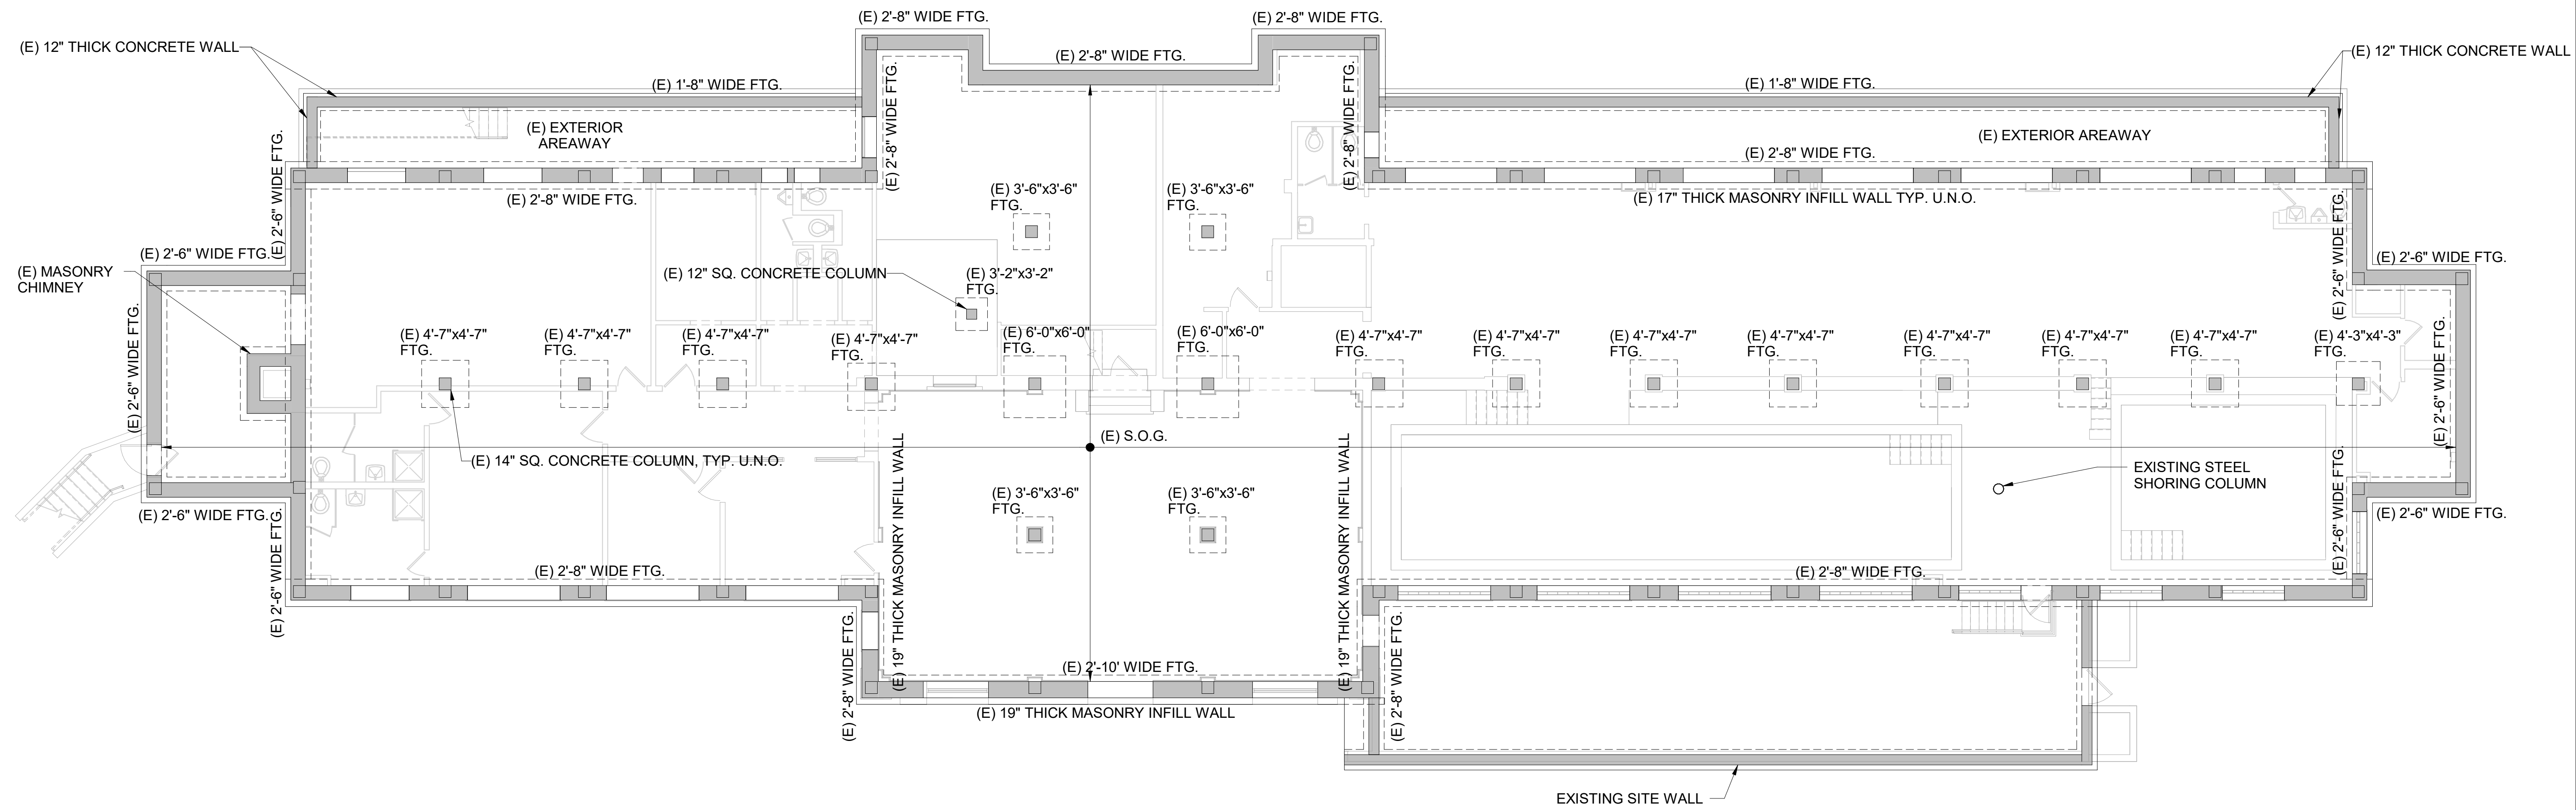 (E) 2'-8" WIDE FTG.
(E) 2'-8" WIDE FTG.
(E) 12" THICK CONCRETE WALL
(E) 2'-8" WIDE FTG.
(E) 12" THICK CONCRETE WALL
(E) 1'-8" WIDE FTG.
(E) 1'-8" WIDE FTG.
(E) 2'-8" WIDE FTG.
(E) 2'-8" WIDE FTG.
(E) EXTERIOR
AREAWAY
(E) EXTERIOR AREAWAY
(E) 2'-8" WIDE FTG.
(E) 2'-6" WIDE FTG.
(E) 2'-8" WIDE FTG.
(E) 3'-6"x3'-6"
FTG.
(E) 3'-6"x3'-6"
FTG.
(E) 17" THICK MASONRY INFILL WALL TYP. U.N.O.
(E) 2'-6" WIDE FTG.
(E) 2'-6" WIDE FTG.
(E) 2'-6" WIDE FTG.
(E) MASONRY
CHIMNEY
(E) 12" SQ. CONCRETE COLUMN
(E) 3'-2"x3'-2"
FTG.
(E) 2'-6" WIDE FTG.
(E) 4'-7"x4'-7"
FTG.
(E) 4'-7"x4'-7"
FTG.
(E) 4'-7"x4'-7"
FTG.
(E) 4'-7"x4'-7"
FTG.
(E) 6'-0"x6'-0"
FTG.
(E) 6'-0"x6'-0"
FTG.
(E) 4'-7"x4'-7"
FTG.
(E) 4'-7"x4'-7"
FTG.
(E) 4'-7"x4'-7"
FTG.
(E) 4'-7"x4'-7"
FTG.
(E) 4'-7"x4'-7"
FTG.
(E) 4'-7"x4'-7"
FTG.
(E) 4'-7"x4'-7"
FTG.
(E) 4'-3"x4'-3"
FTG.
(E) 2'-6" WIDE FTG.
(E) S.O.G.
(E) 14" SQ. CONCRETE COLUMN, TYP. U.N.O.
EXISTING STEEL
SHORING COLUMN
(E) 3'-6"x3'-6"
FTG.
(E) 3'-6"x3'-6"
FTG.
(E) 2'-6" WIDE FTG.
(E) 2'-6" WIDE FTG.
(E) 2'-6" WIDE FTG.
(E) 2'-6" WIDE FTG.
(E) 19" THICK MASONRY INFILL WALL
(E) 19" THICK MASONRY INFILL WALL
(E) 2'-8" WIDE FTG.
(E) 2'-8" WIDE FTG.
(E) 2'-8" WIDE FTG.
(E) 2'-8" WIDE FTG.
(E) 2'-10' WIDE FTG.
(E) 19" THICK MASONRY INFILL WALL
EXISTING SITE WALL